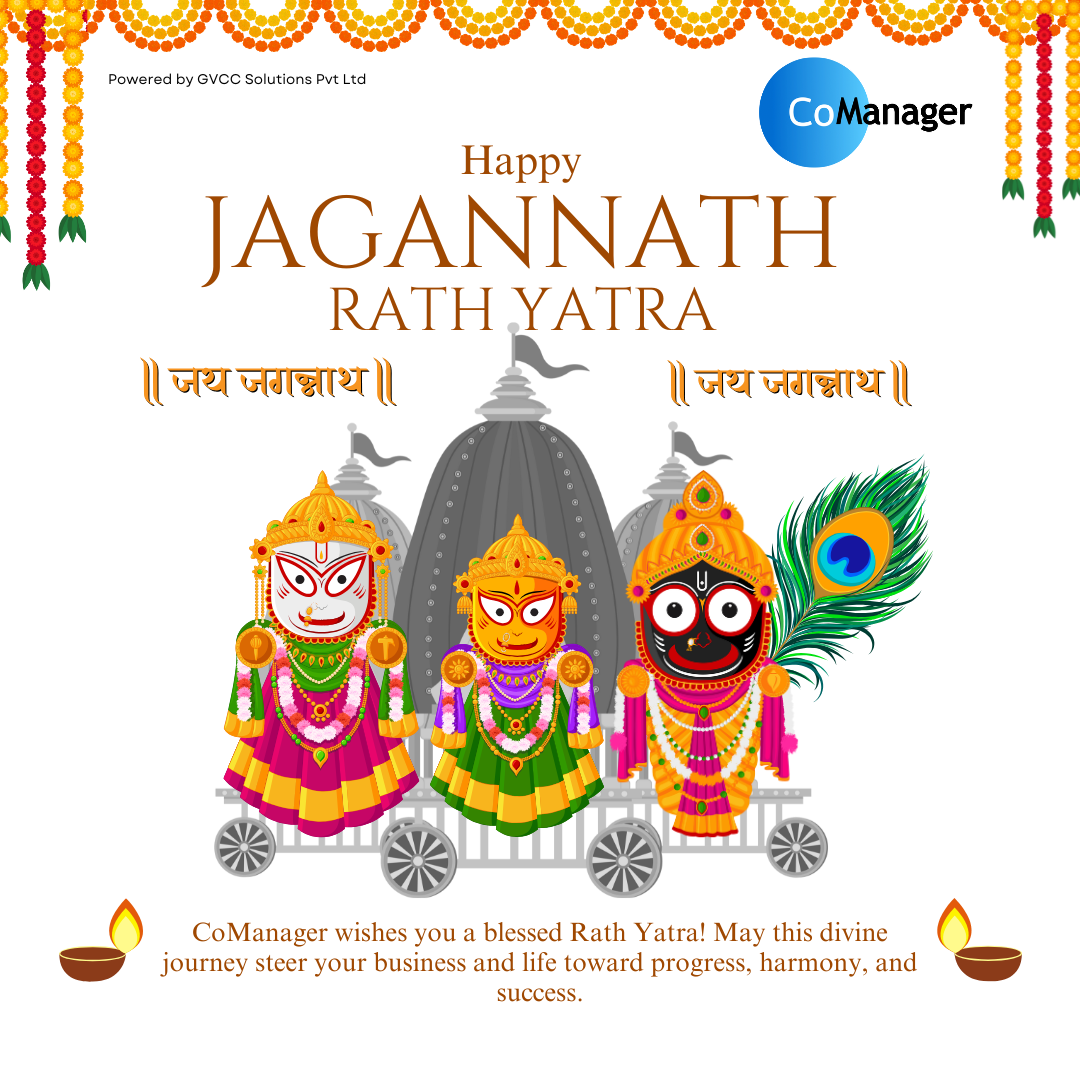 Powered by GVCC Solutions Pvt Ltd
CoManager
Happy
JAGANNATH
RATH YATRA
॥ जय जगन्नाथ ॥
॥ जय जगन्नाथ ॥
CoManager wishes you a blessed Rath Yatra! May this divine
journey steer your business and life toward progress, harmony, and
success.